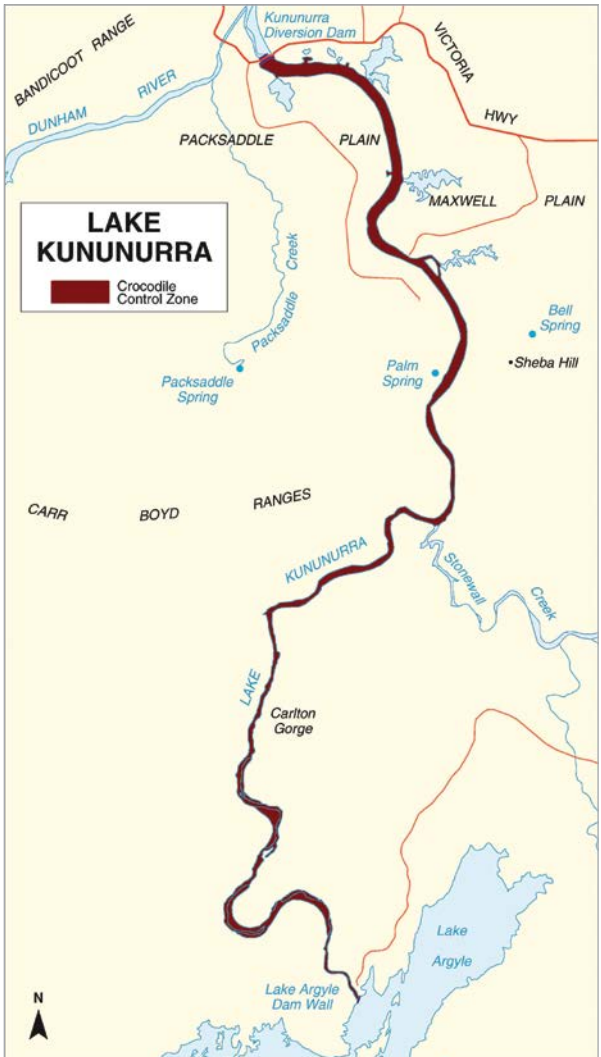 Kununurra
Diversion Dam
BANDICOOT RANGE
VICTORIA
HWY
DUNHAM RIVER
PACKSADDLE PLAIN
MAXWELL PLAIN
LAKE
KUNUNURRA
Crocodile
Control Zone
Packsaddle Creek
Bell
Spring
Sheba Hill
Palm
Spring
Packsaddle
Spring
CARR BOYD RANGES
LAKE KUNUNURRA
Stonewall Creek
Carlton
Gorge
Lake
Argyle
Lake Argyle
Dam Wall
N